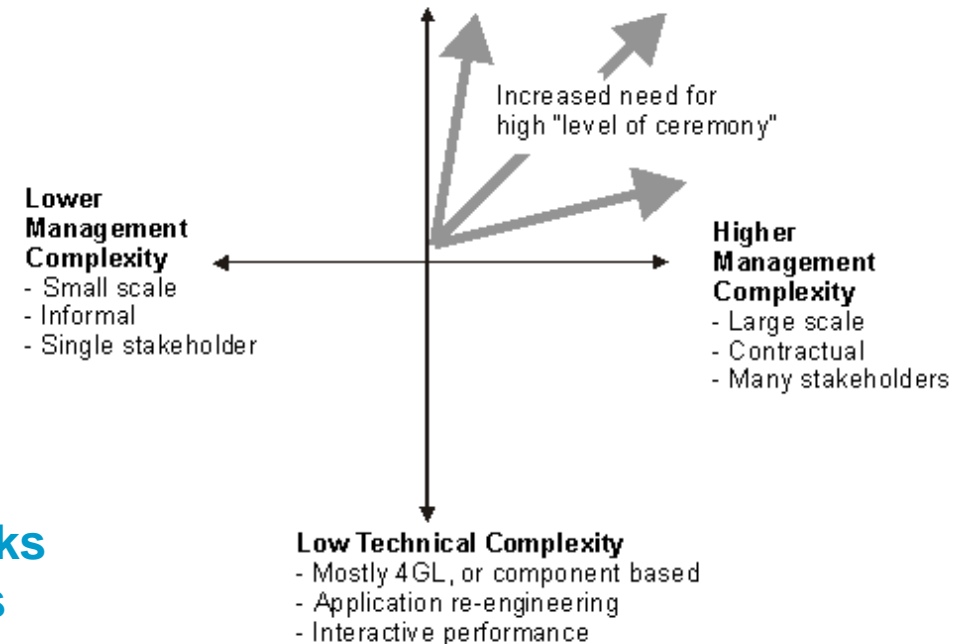 Increased need for
high "level of ceremony"
Lower
Management
Complexity
- Small scale
- Informal
- Single stakeholder
Higher
Management
Complexity
- Large scale
- Contractual
- Many stakeholders
ks
s
Low Technical Complexity
- Mostly 4GL, or component based
- Application re-engineering
- Interactive performance